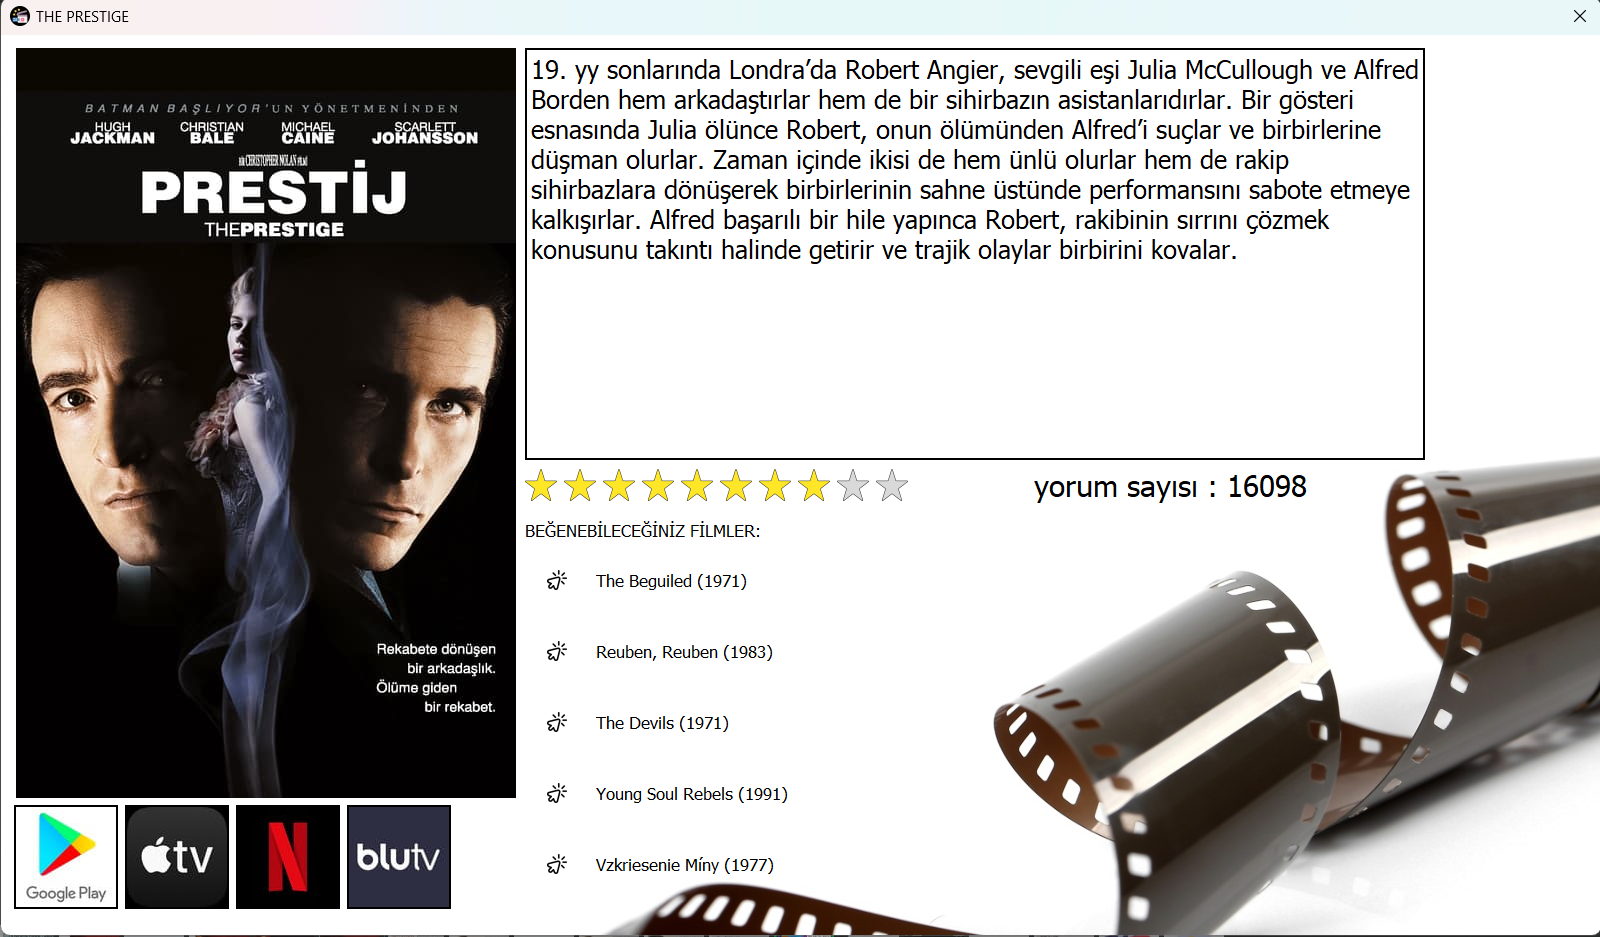 THE PRESTIGE
BATMAN BAŞLIYOR'UN YÖNETMENİNDEN
HUGH JACKMAN
CHRISTIAN BALE
MICHAEL CAINE
SCARLETT JOHANSSON
BİR CHRISTOPHER NOLAN FİLMİ
PRESTİJ
THE PRESTIGE
Rekabete dönüşen
bir arkadaşlık.
Ölüme giden
bir rekabet.
Google Play
tv
N
blutv
19. yy sonlarında Londra’da Robert Angier, sevgili eşi Julia McCullough ve Alfred
Borden hem arkadaştırlar hem de bir sihirbazın asistanlarıdırlar. Bir gösteri
esnasında Julia ölünce Robert, onun ölümünden Alfred’i suçlar ve birbirlerine
düşman olurlar. Zaman içinde ikisi de hem ünlü olurlar hem de rakip
sihirbazlara dönüşerek birbirlerinin sahne üstünde performansını sabote etmeye
kalkışırlar. Alfred başarılı bir hile yapınca Robert, rakibinin sırrını çözmek
konusunu takıntı halinde getirir ve trajik olaylar birbirini kovalar.
yorum sayısı : 16098
BEĞENEBİLECEĞİNİZ FİLMLER:
The Beguiled (1971)
Reuben, Reuben (1983)
The Devils (1971)
Young Soul Rebels (1991)
Vzkriesenie Míny (1977)